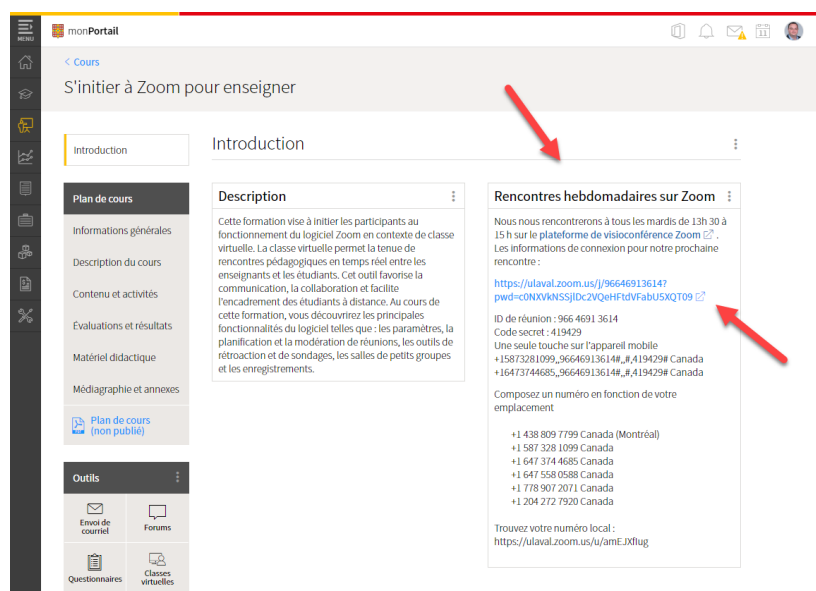 MENU
monPortail
11
< Cours
S'initier à Zoom pour enseigner
Introduction
Plan de cours
Informations générales
Description du cours
Contenu et activités
Évaluations et résultats
Matériel didactique
Médiagraphie et annexes
Plan de cours
(non publié)
Outils
Envoi de
courriel
Forums
Questionnaires
Classes
virtuelles
Introduction
Description
Cette formation vise à initier les participants au
fonctionnement du logiciel Zoom en contexte de classe
virtuelle. La classe virtuelle permet la tenue de
rencontres pédagogiques en temps réel entre les
enseignants et les étudiants. Cet outil favorise la
communication, la collaboration et facilite
l'encadrement des étudiants à distance. Au cours de
cette formation, vous découvrirez les principales
fonctionnalités du logiciel telles que : les paramètres, la
planification et la modération de réunions, les outils de
rétroaction et de sondages, les salles de petits groupes
et les enregistrements.
Rencontres hebdomadaires sur Zoom
Nous nous rencontrerons à tous les mardis de 13h 30 à
15 h sur le plateforme de visioconférence Zoom .
Les informations de connexion pour notre prochaine
rencontre :
https://ulaval.zoom.us/j/96646913614?
pwd=c0NXVkNSSjlDc2VQeHFtdVFabU5XQT09
ID de réunion : 966 4691 3614
Code secret : 419429
Une seule touche sur l'appareil mobile
+15873281099,,96646913614#,,#,419429# Canada
+16473744685,,96646913614#,,#,419429# Canada
Composez un numéro en fonction de votre
emplacement
+1 438 809 7799 Canada (Montréal)
+1 587 328 1099 Canada
+1 647 374 4685 Canada
+1 647 558 0588 Canada
+1 778 907 2071 Canada
+1 204 272 7920 Canada
Trouvez votre numéro local :
https://ulaval.zoom.us/u/amEJXflug